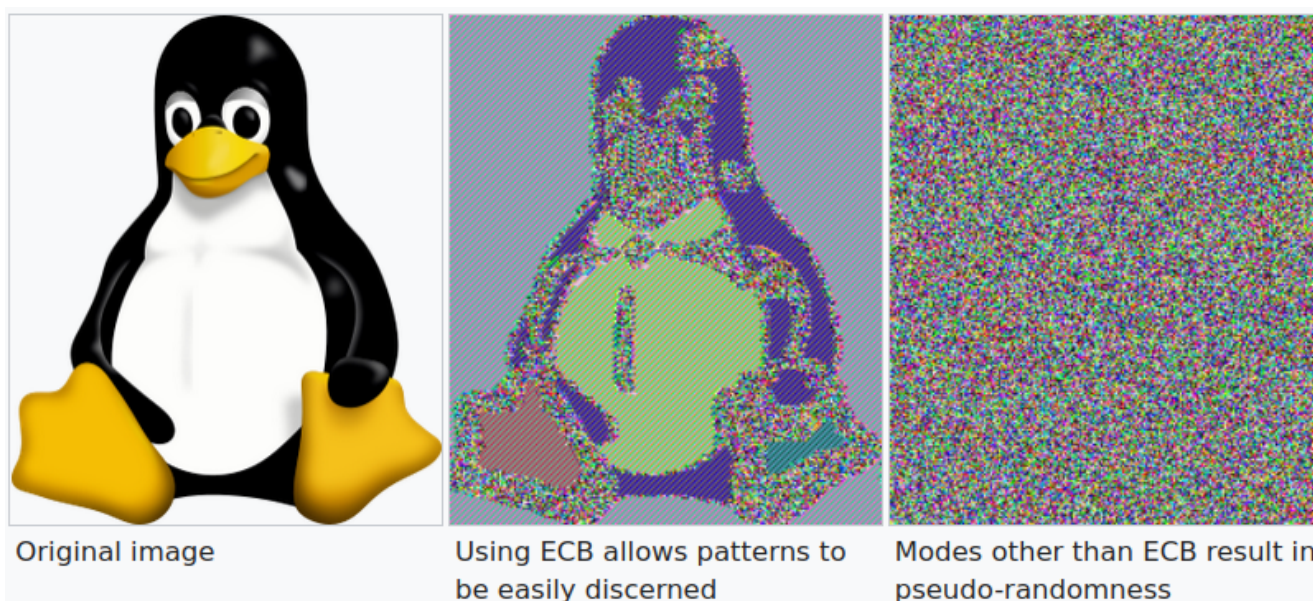 Original image
Using ECB allows patterns to
be easily discerned
Modes other than ECB result in
pseudo-randomness